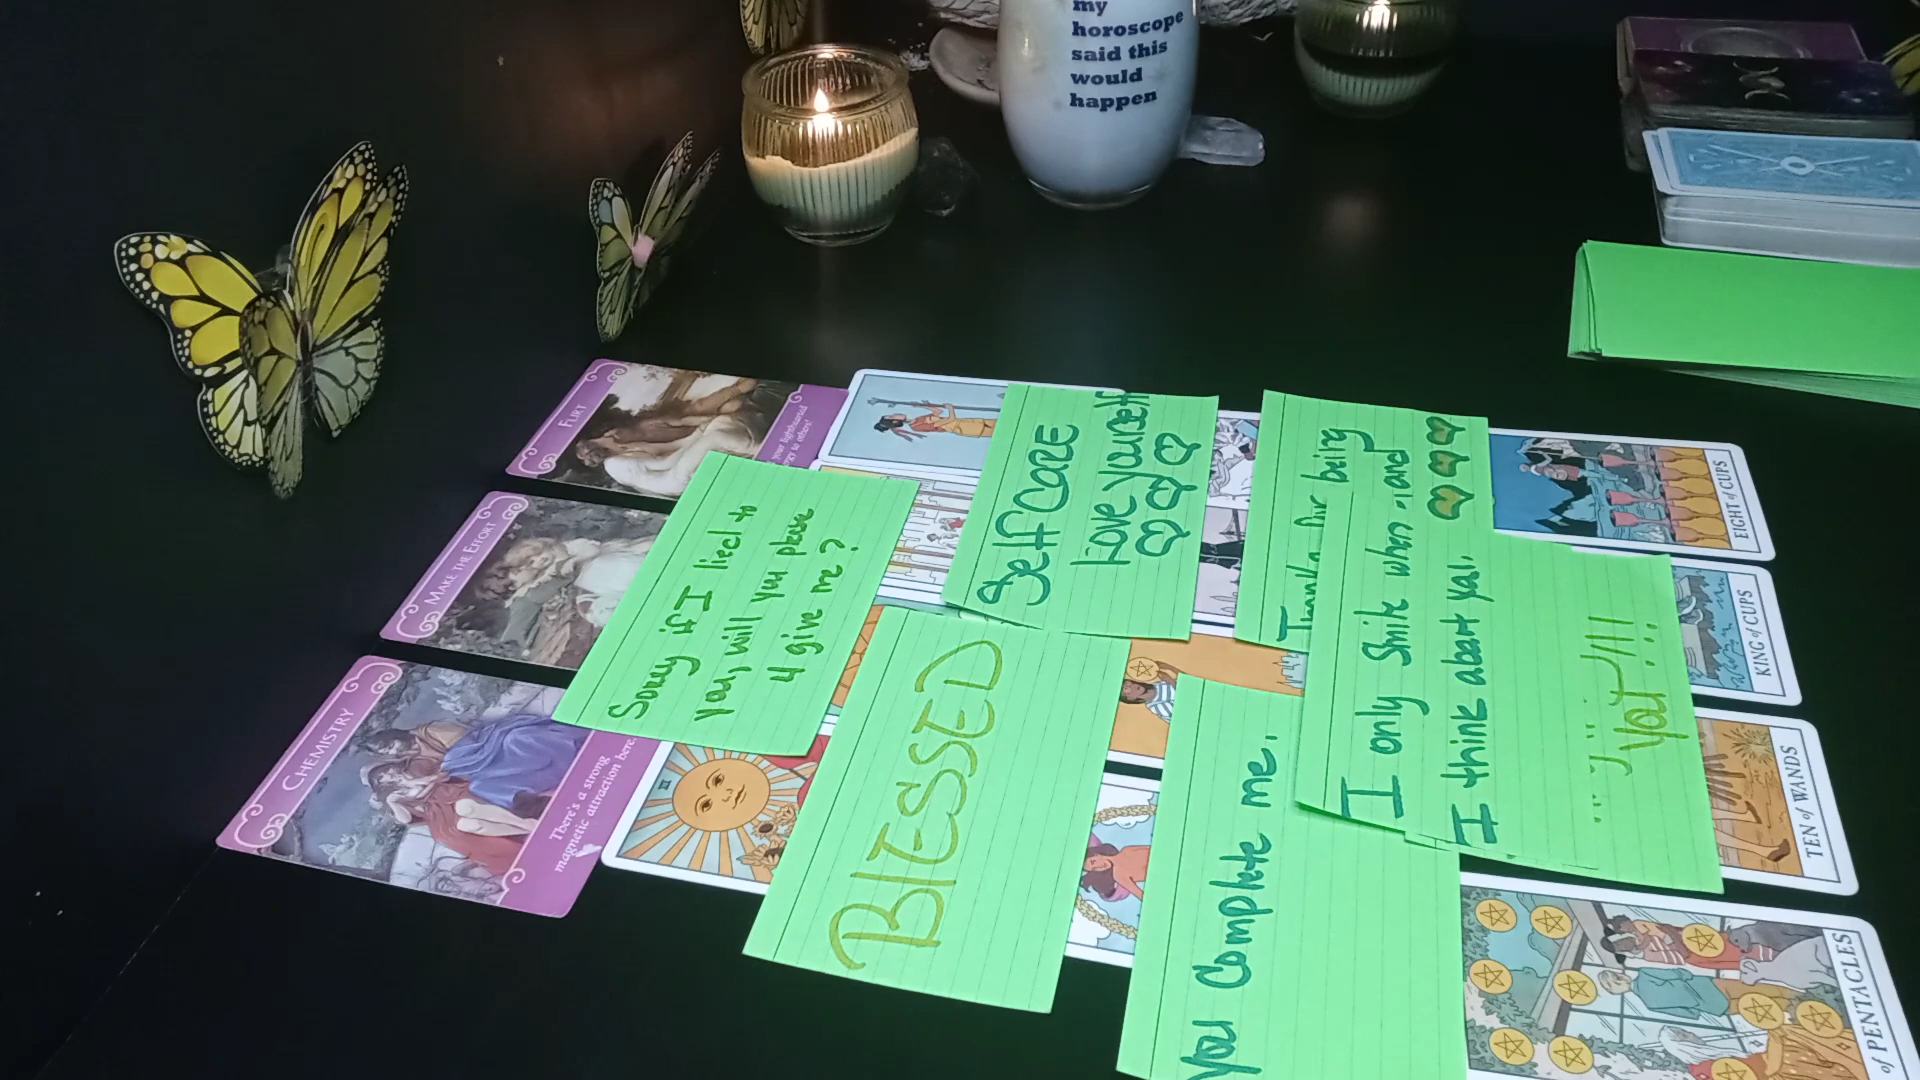 my
horoscope
said this
would
happen
FLIRT
MAKE THE EFFORT
CHEMISTRY
There's a strong
magnetic attraction here.
Sorry if I lied to
you, will you please
4 give me?
Self CARE
Love yourself
BlESSED
for being
and
I only Smile when
I think about you.
you!!
You Complete me.
EIGHT of CUPS
KING of CUPS
TEN of WANDS
of PENTACLES